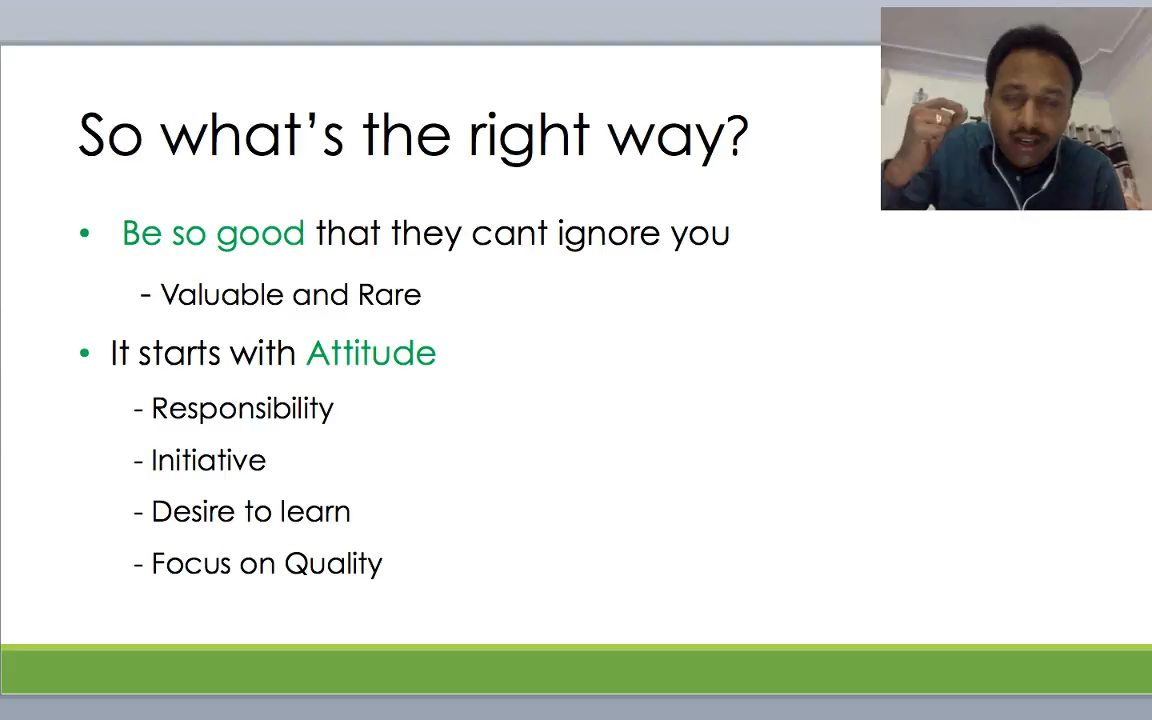 So what’s the right way?
• Be so good that they cant ignore you
- Valuable and Rare
• It starts with Attitude
- Responsibility
- Initiative
- Desire to learn
- Focus on Quality